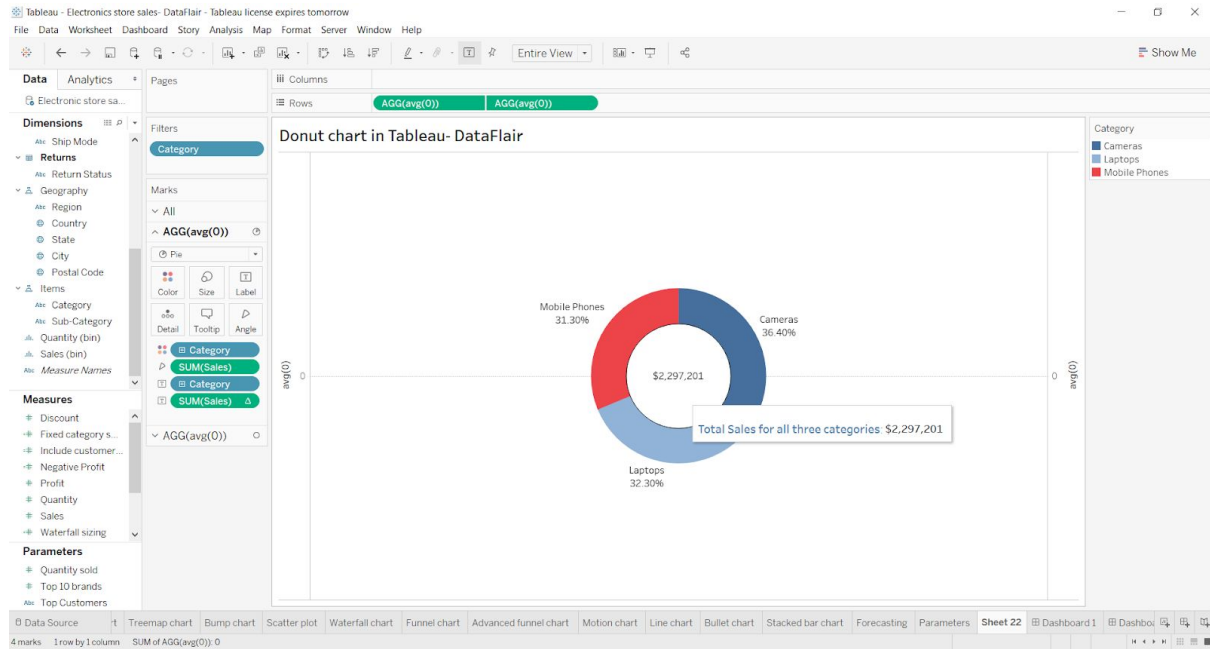 Tableau - Electronics store sales- DataFlair - Tableau license expires tomorrow
File Data Worksheet Dashboard Story Analysis Map Format Server Window Help
Entire View
Show Me
Data Analytics
Electronic store sa...
Dimensions
Ship Mode
Returns
Return Status
Geography
Region
Country
State
City
Postal Code
Items
Category
Sub-Category
Quantity (bin)
Sales (bin)
Measure Names
Measures
Discount
Fixed category s...
Include customer...
Negative Profit
Profit
Quantity
Sales
Waterfall sizing
Parameters
Quantity sold
Top 10 brands
Top Customers
Pages
Filters
Category
Marks
All
AGG(avg(0))
Pie
Color Size Label
Detail Tooltip Angle
Category
SUM(Sales)
Category
SUM(Sales)
AGG(avg(0))
Columns
Rows AGG(avg(0)) AGG(avg(0))
Donut chart in Tableau- DataFlair
Mobile Phones
31.30%
Cameras
36.40%
$2,297,201
avg(0) 0
0 avg(0)
Total Sales for all three categories: $2,297,201
Laptops
32.30%
Category
Cameras
Laptops
Mobile Phones
Data Source Treemap chart Bump chart Scatter plot Waterfall chart Funnel chart Advanced funnel chart Motion chart Line chart Bullet chart Stacked bar chart Forecasting Parameters Sheet 22 Dashboard 1
4 marks 1 row by 1 column SUM of AGG(avg(0)): 0